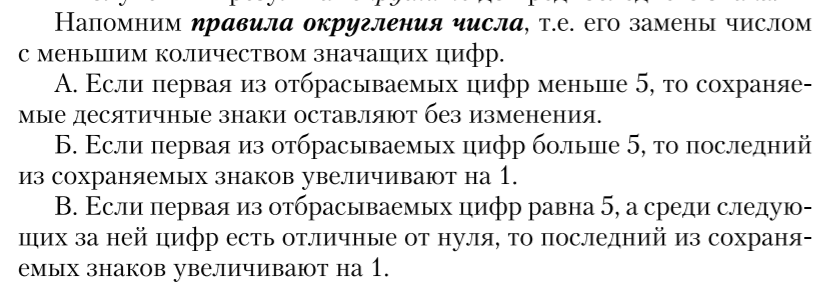 Напомним правила округления числа, т.е. его замены числом
с меньшим количеством значащих цифр.
А. Если первая из отбрасываемых цифр меньше 5, то сохраняе-
мые десятичные знаки оставляют без изменения.
Б. Если первая из отбрасываемых цифр больше 5, то последний
из сохраняемых знаков увеличивают на 1.
В. Если первая из отбрасываемых цифр равна 5, а среди следую-
щих за ней цифр есть отличные от нуля, то последний из сохраня-
емых знаков увеличивают на 1.